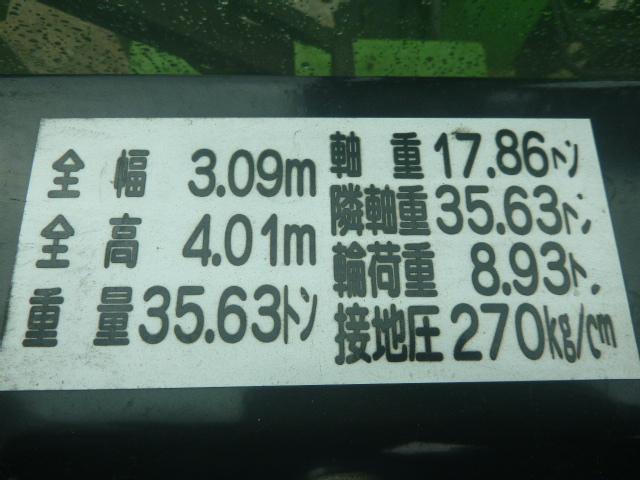 全幅 3.09m
全高 4.01m
重量 35.63トン
軸重 17.86トン
隣軸重 35.63トン
輪荷重 8.93トン
接地圧 270kg/cm